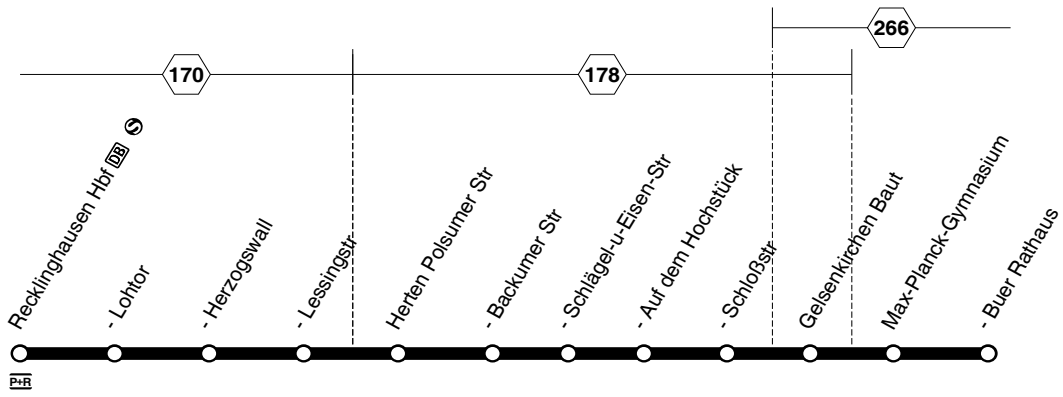 266
170
178
Recklinghausen Hbf DB S
- Lohtor
- Herzogswall
- Lessingstr
Herten Polsumer Str
- Backumer Str
- Schlägel-u-Eisen-Str
- Auf dem Hochstück
- Schloßstr
Gelsenkirchen Baut
Max-Planck-Gymnasium
- Buer Rathaus
P+R